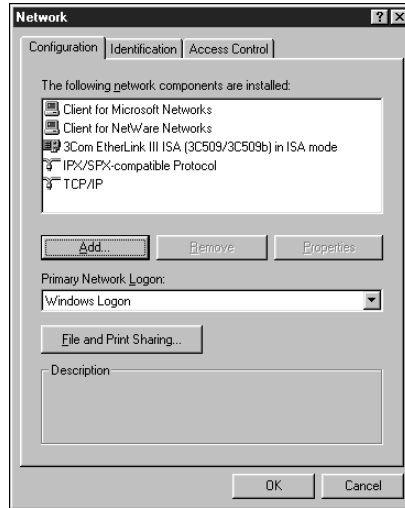 Network
Configuration Identification Access Control
The following network components are installed:
Client for Microsoft Networks
Client for NetWare Networks
3Com EtherLink III ISA (3C509/3C509b) in ISA mode
IPX/SPX-compatible Protocol
TCP/IP
Add... Remove Properties
Primary Network Logon:
Windows Logon
File and Print Sharing...
Description
OK Cancel